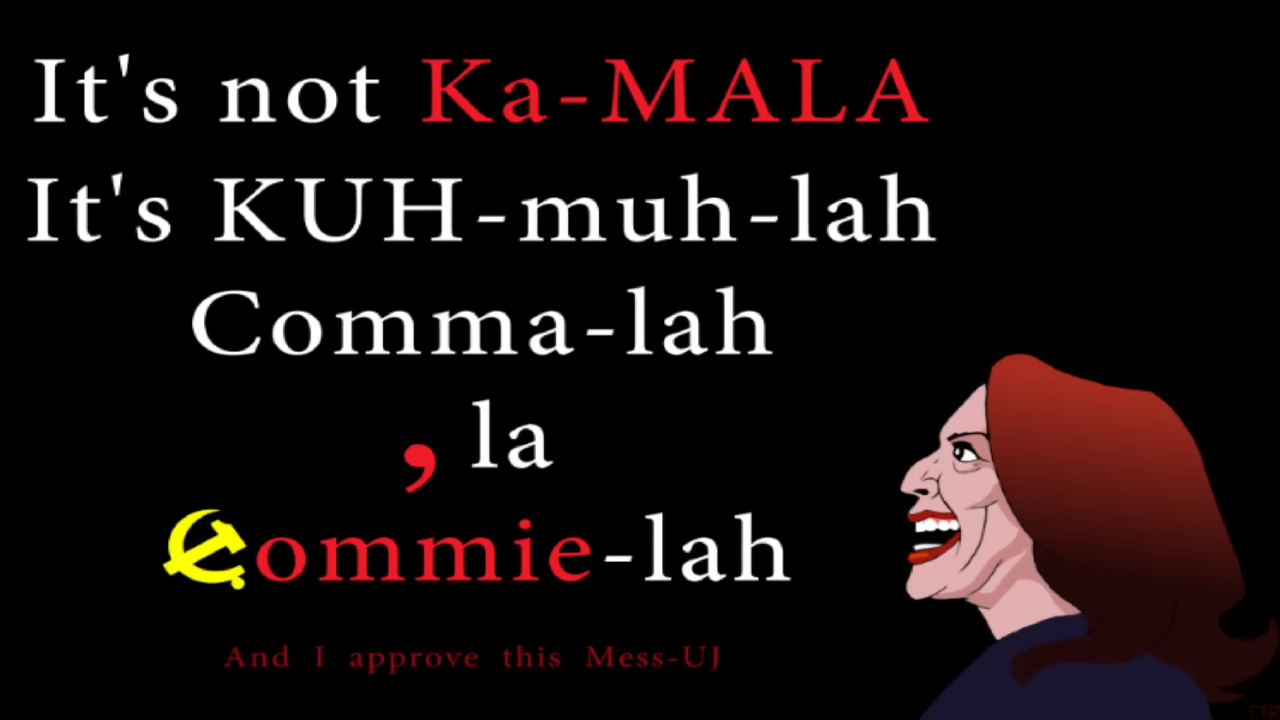 It's not Ka-MALA
It's KUH-muh-lah
Comma-lah
, la
Commie-lah
And I approve this Mess-UJ